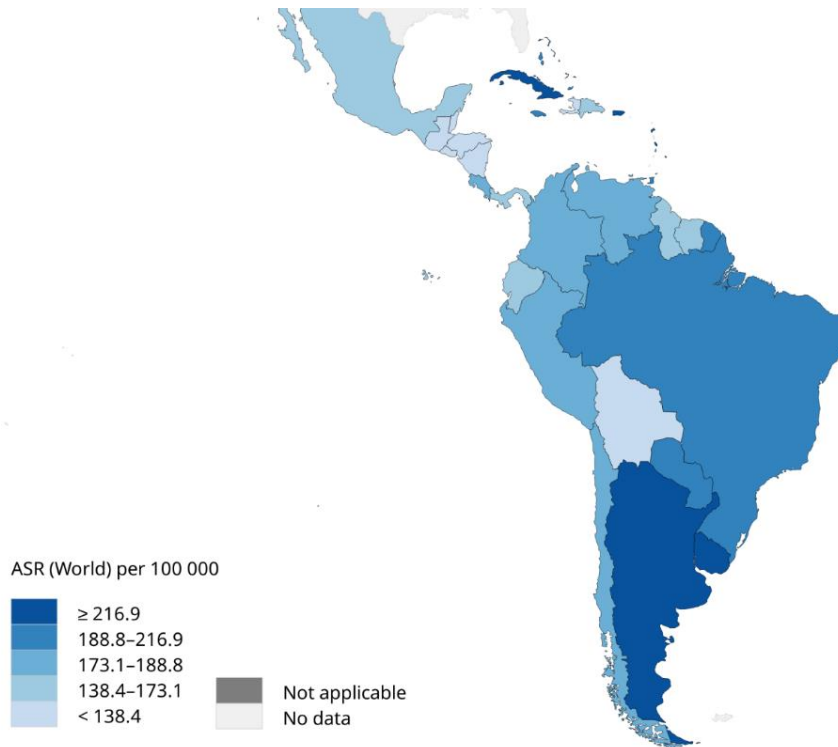 ASR (World) per 100 000
≥ 216.9
188.8–216.9
173.1–188.8
138.4–173.1
< 138.4
Not applicable
No data